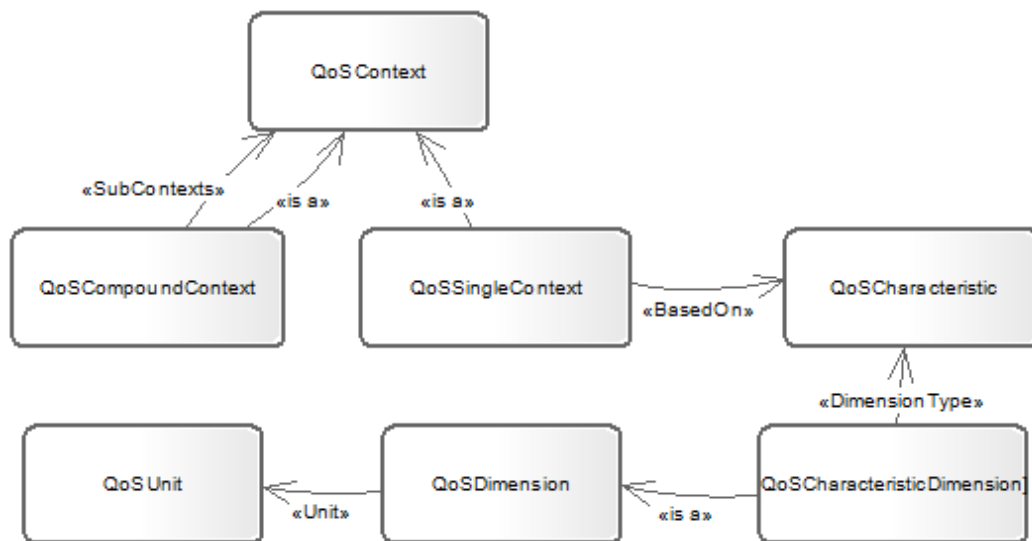 QoSContext
«SubContexts»
«is a»
«is a»
QoSCompoundContext
QoSSingleContext
QoSCharacteristic
«BasedOn»
«DimensionType»
QoSUnit
QoSDimension
QoSCharacteristicDimension]
«Unit»
«is a»